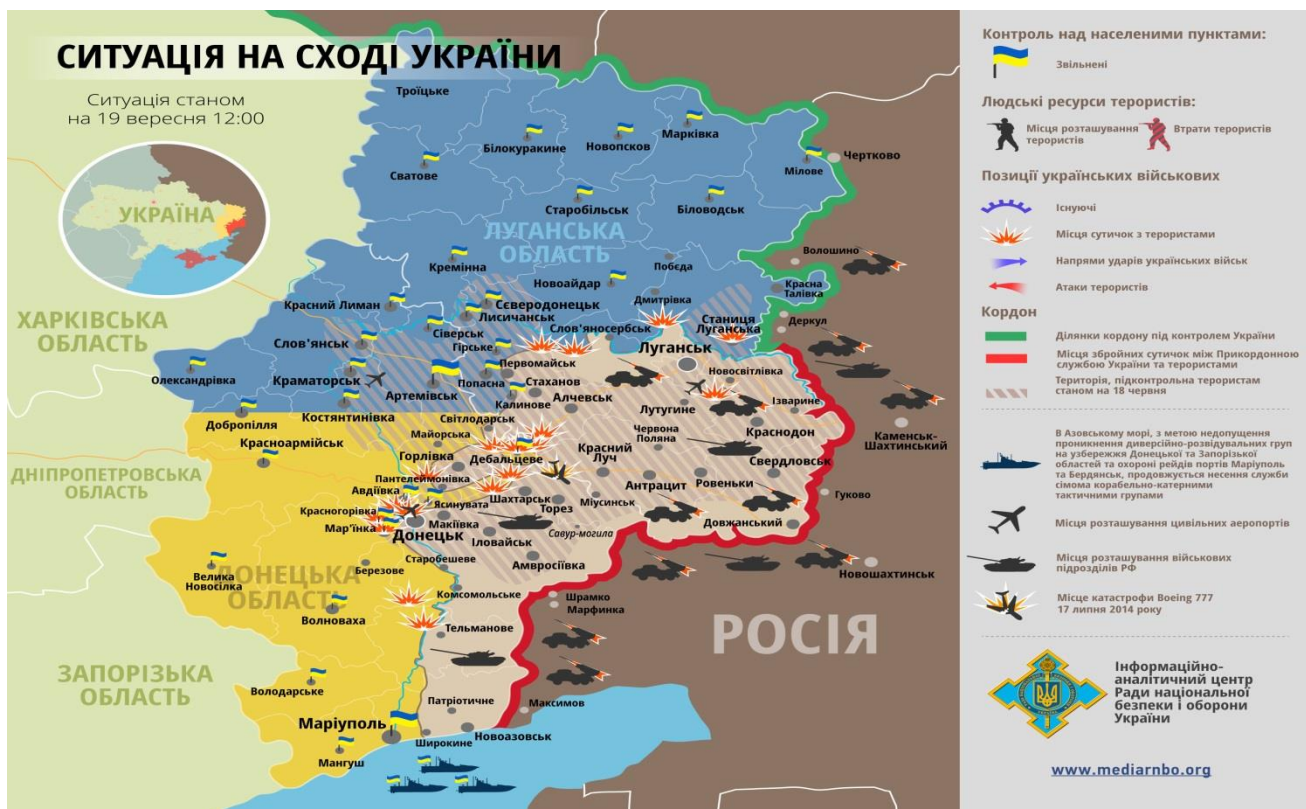 СИТУАЦІЯ НА СХОДІ УКРАЇНИ
Ситуація станом
на 19 вересня 12:00
УКРАЇНА
Троїцьке
Білокуракине
Новопсков
Марківка
Сватове
Мілове
Чертково
Старобільськ
Біловодськ
ЛУГАНСЬКА
ОБЛАСТЬ
Волошино
Кремінна
Побєда
Новоайдар
Красний Лиман
Сєверодонецьк
Лисичанськ
Дмитрівка
Красна
Талівка
ХАРКІВСЬКА
ОБЛАСТЬ
Сіверськ
Слов'яносербськ
Станиця
Луганська
Деркул
Слов'янськ
Гірське
Луганськ
Первомайськ
Олександрівка
Краматорськ
Попасна
Стаханов
Новосвітлівка
Артемівськ
Калинове
Алчевськ
Лутугине
Ізварине
Костянтинівка
Добропілля
Світлодарськ
Червона
Поляна
Краснодон
Каменськ-
Шахтинський
Красноармійськ
Майорська
Горлівка
Дебальцеве
Красний
Луч
Свердловськ
ДНІПРОПЕТРОВСЬКА
ОБЛАСТЬ
Пантелеймонівка
Антрацит
Ровеньки
Авдіївка
Ясинувата
Шахтарськ
Міусинськ
Гуково
Красногорівка
Торез
Мар'їнка
Макіївка
Довжанський
Донецьк
Іловайськ
Савур-могила
Старобешеве
Амвросіївка
Березове
Новошахтинськ
Велика
Новосілка
ДОНЕЦЬКА
ОБЛАСТЬ
Комсомольське
Шрамко
Марфинка
Волноваха
Тельманове
РОСІЯ
ЗАПОРІЗЬКА
ОБЛАСТЬ
Володарське
Патріотичне
Максимов
Маріуполь
Широкине
Новоазовськ
Мангуш
Контроль над населеними пунктами:
Звільнені
Людські ресурси терористів:
Місця розташування
терористів
Втрати терористів
Позиції українських військових
Існуючі
Місця сутичок з терористами
Напрями ударів українських військ
Атаки терористів
Кордон
Ділянки кордону під контролем України
Місця збройних сутичок між Прикордонною
службою України та терористами
Територія, підконтрольна терористам
станом на 18 червня
В Азовському морі, з метою недопущення
проникнення диверсійно-розвідувальних груп
на узбережжя Донецької та Запорізької
областей та охороні рейдів портів Маріуполь
та Бердянськ, продовжується несення служби
сімома корабельно-катерними
тактичними групами
Місця розташування цивільних аеропортів
Місця розташування військових
підрозділів РФ
Місце катастрофи Boeing 777
17 липня 2014 року
Інформаційно-
аналітичний центр
Ради національної
безпеки і оборони
України
www.mediarnbo.org